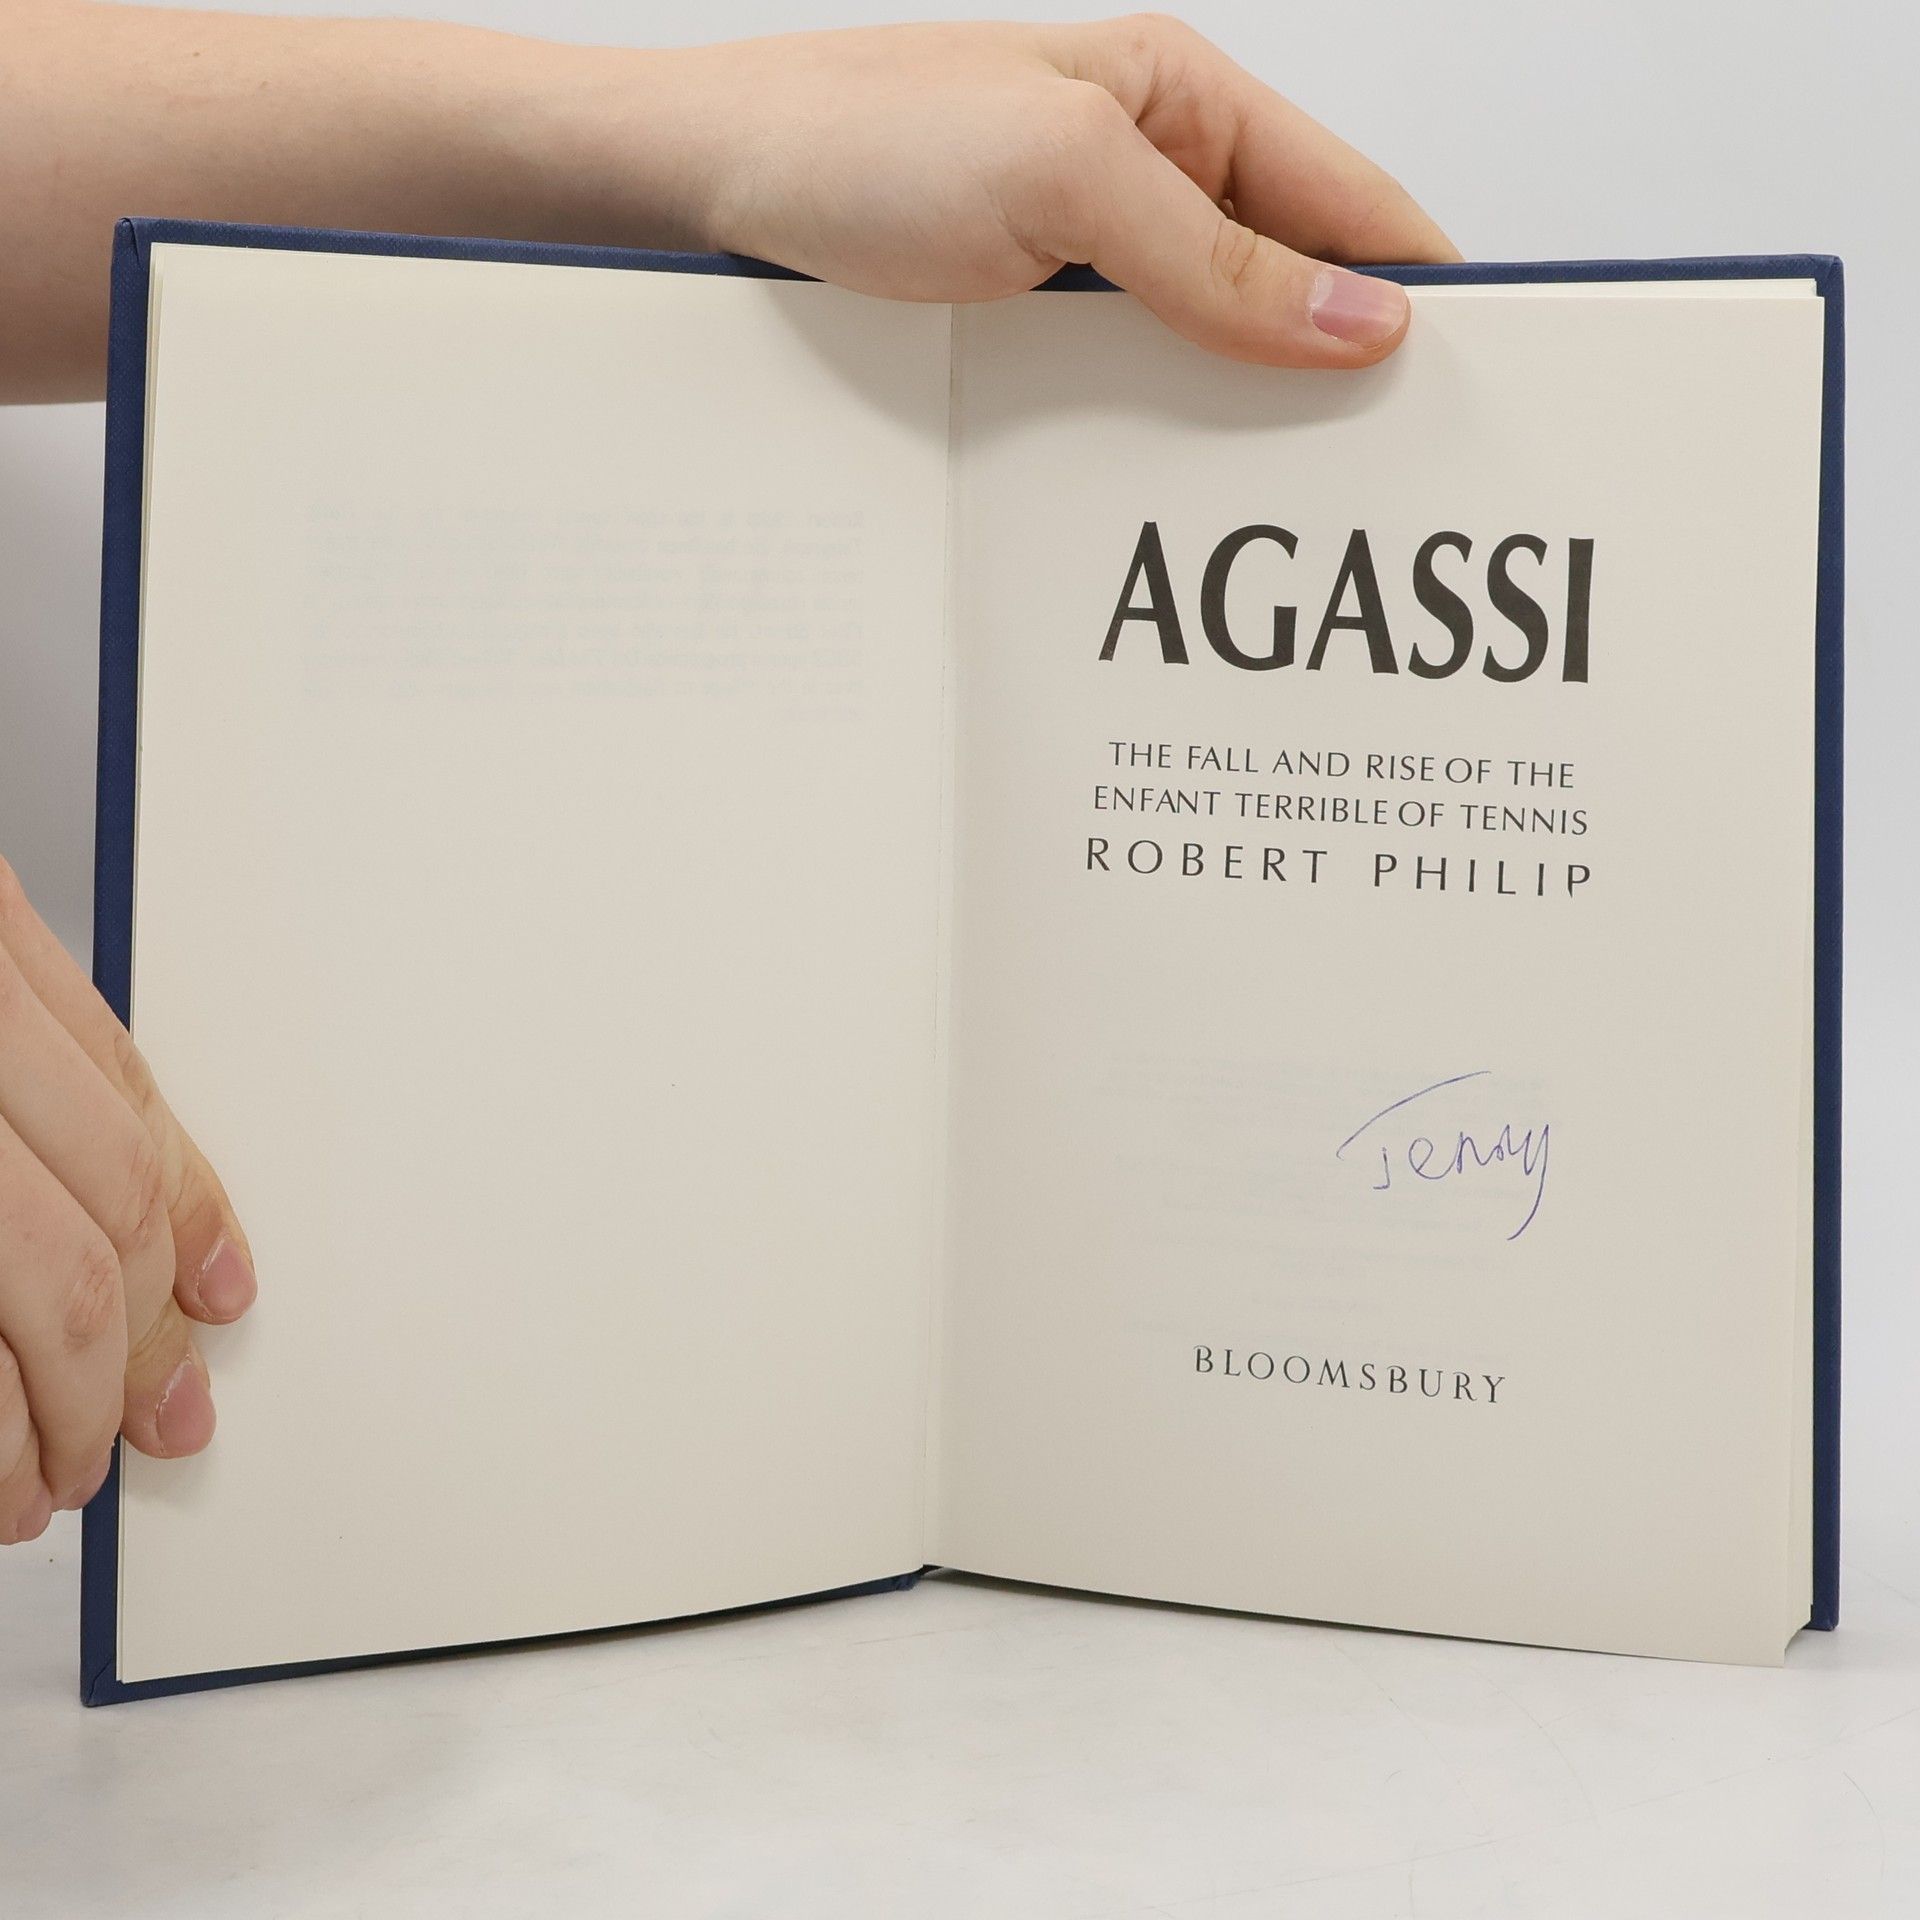 AGASSI
THE FALL AND RISE OF THE
ENFANT TERRIBLE OF TENNIS
ROBERT PHILIP
Jenny
BLOOMSBURY